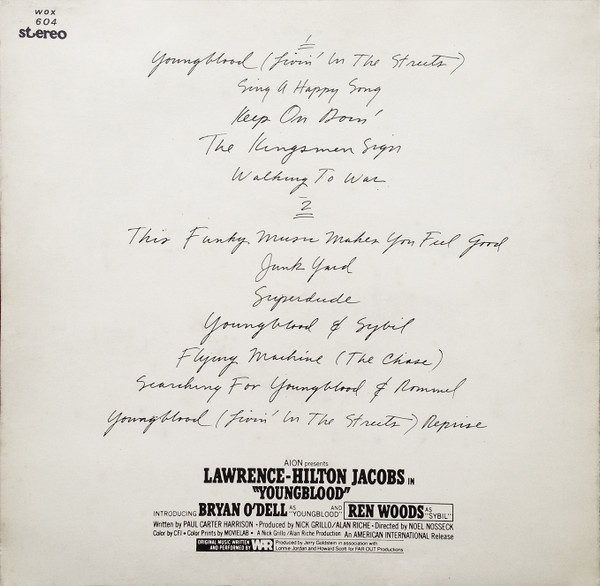 wox
604
stereo
1
Youngblood (Livin' In The Streets)
Sing A Happy Song
Keep On Doin'
The Kingsmen Sign
Walking To War
2
This Funky Music Makes You Feel Good
Junk Yard
Superdude
Youngblood & Sybil
Flying Machine (The Chase)
Searching For Youngblood & Rommel
Youngblood (Livin' In The Streets) Reprise
AION presents
LAWRENCE-HILTON JACOBS IN
"YOUNGBLOOD"
INTRODUCING BRYAN O'DELL AS "YOUNGBLOOD" AND REN WOODS AS "SYBIL"
Written by PAUL CARTER HARRISON • Produced by NICK GRILLO/ALAN RICHE • Directed by NOEL NOSSECK
Color by CFI • Color Prints by MOVIELAB • A Nick Grillo/Alan Riche Production An AMERICAN INTERNATIONAL Release
ORIGINAL MUSIC WRITTEN AND PERFORMED BY WAR Produced by Jerry Goldstein in association with
Lonnie Jordan and Howard Scott for FAR OUT Productions